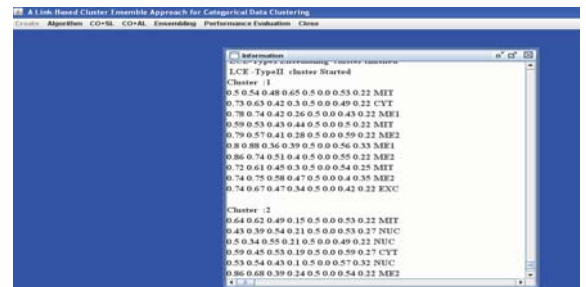 A Link-Based Cluster Ensemble Approach for Categorical Data Clustering
Create Algorithm CO+SL CO+AL Ensembling Performance Evaluation Close
Information
LCE -TypeII cluster Started
Cluster :1
0.5 0.54 0.48 0.65 0.5 0.0 0.53 0.22 MIT
0.73 0.63 0.42 0.3 0.5 0.0 0.49 0.22 CYT
0.78 0.74 0.42 0.26 0.5 0.0 0.43 0.22 ME1
0.59 0.53 0.43 0.44 0.5 0.0 0.5 0.22 MIT
0.79 0.57 0.41 0.28 0.5 0.0 0.59 0.22 ME2
0.8 0.88 0.36 0.39 0.5 0.0 0.56 0.33 ME1
0.86 0.74 0.51 0.4 0.5 0.0 0.55 0.22 ME2
0.72 0.61 0.45 0.3 0.5 0.0 0.54 0.25 MIT
0.74 0.75 0.58 0.47 0.5 0.0 0.4 0.35 ME2
0.74 0.67 0.47 0.34 0.5 0.0 0.42 0.22 EXC
Cluster :2
0.64 0.62 0.49 0.15 0.5 0.0 0.53 0.22 MIT
0.43 0.39 0.54 0.21 0.5 0.0 0.53 0.27 NUC
0.5 0.34 0.55 0.21 0.5 0.0 0.49 0.22 NUC
0.59 0.45 0.53 0.19 0.5 0.0 0.59 0.27 CYT
0.53 0.54 0.43 0.1 0.5 0.0 0.57 0.32 NUC
0.86 0.68 0.39 0.24 0.5 0.0 0.54 0.22 ME2